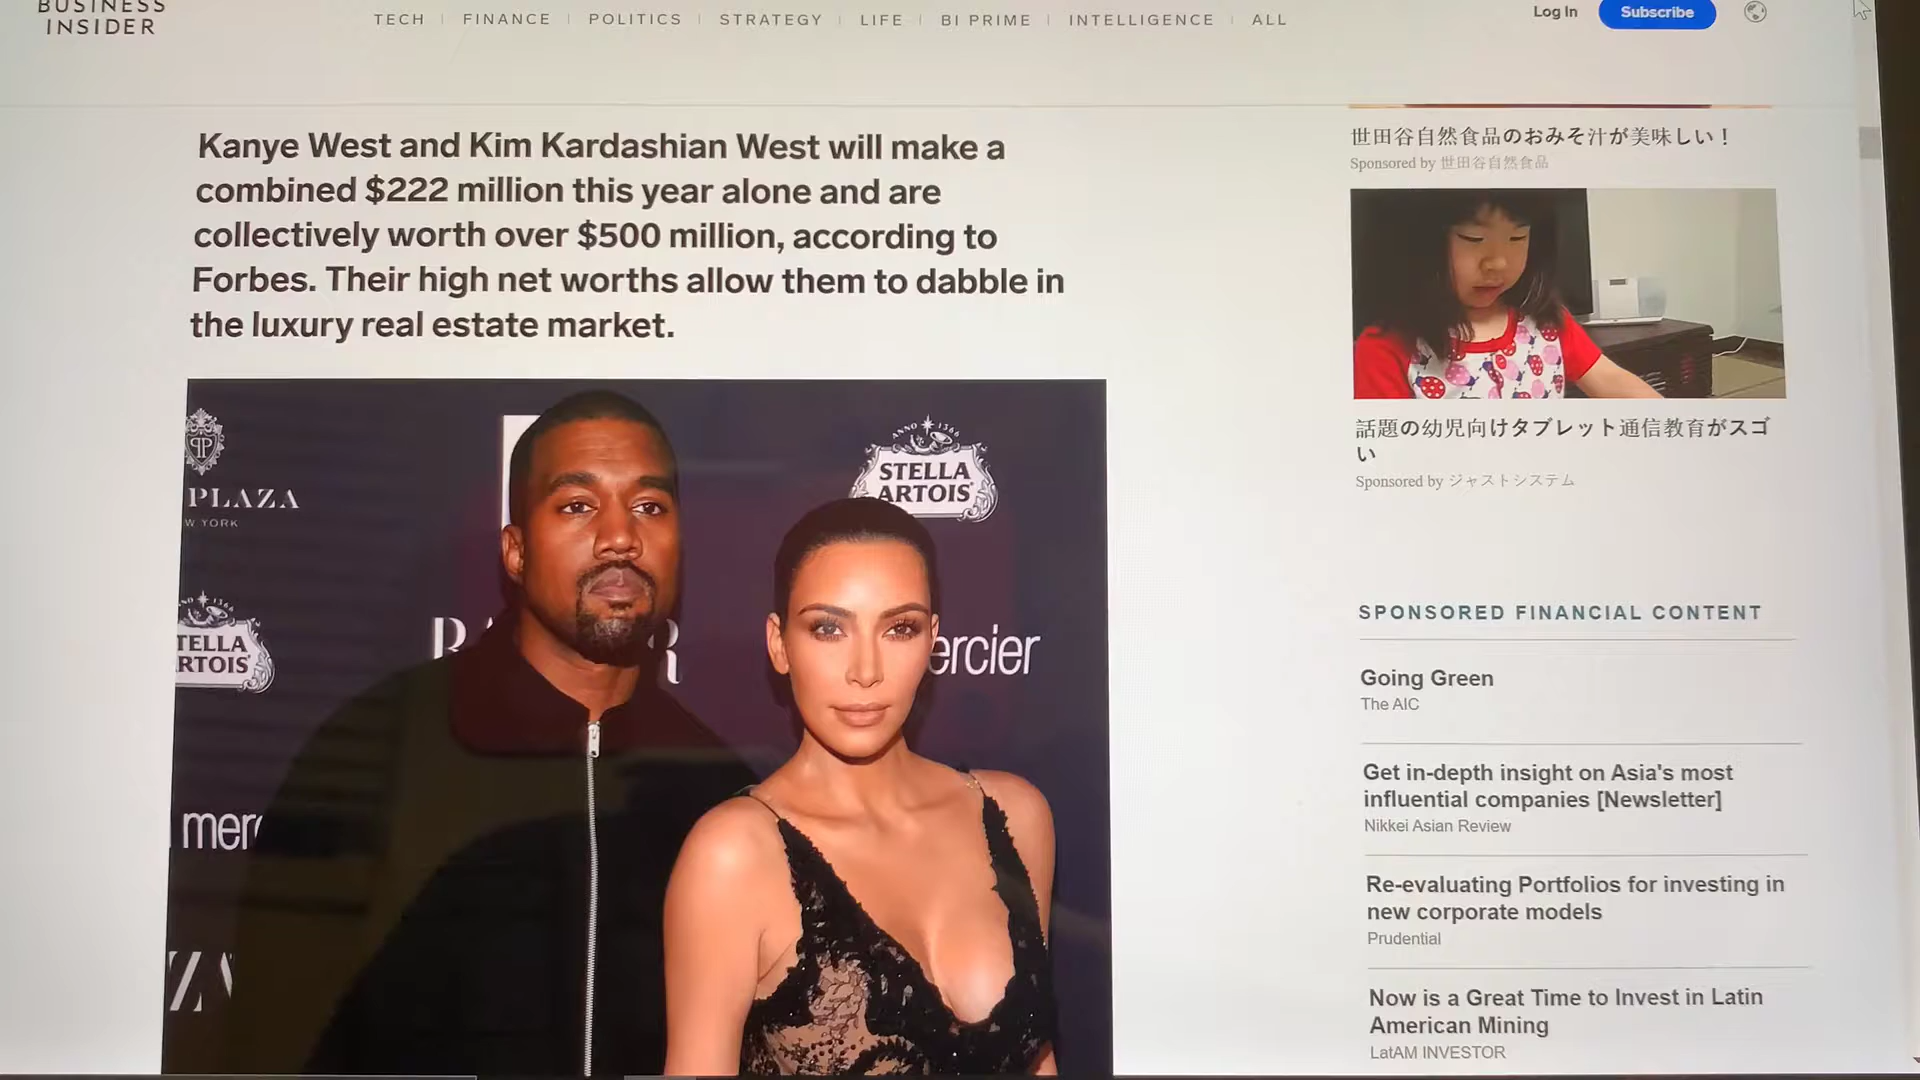 BUSINESS
INSIDER
TECH
FINANCE
POLITICS
STRATEGY
LIFE
BI PRIME
INTELLIGENCE
ALL
Log In
Subscribe
Kanye West and Kim Kardashian West will make a
combined $222 million this year alone and are
collectively worth over $500 million, according to
Forbes. Their high net worths allow them to dabble in
the luxury real estate market.
PLAZA
W YORK
ANNO 1366
STELLA
ARTOIS
TELLA
RTOIS
ercier
merc
ZA
世田谷自然食品のおみそ汁が美味しい！
Sponsored by 世田谷自然食品
話題の幼児向けタブレット通信教育がスゴ
い
Sponsored by ジャストシステム
SPONSORED FINANCIAL CONTENT
Going Green
The AIC
Get in-depth insight on Asia's most
influential companies [Newsletter]
Nikkei Asian Review
Re-evaluating Portfolios for investing in
new corporate models
Prudential
Now is a Great Time to Invest in Latin
American Mining
LatAM INVESTOR